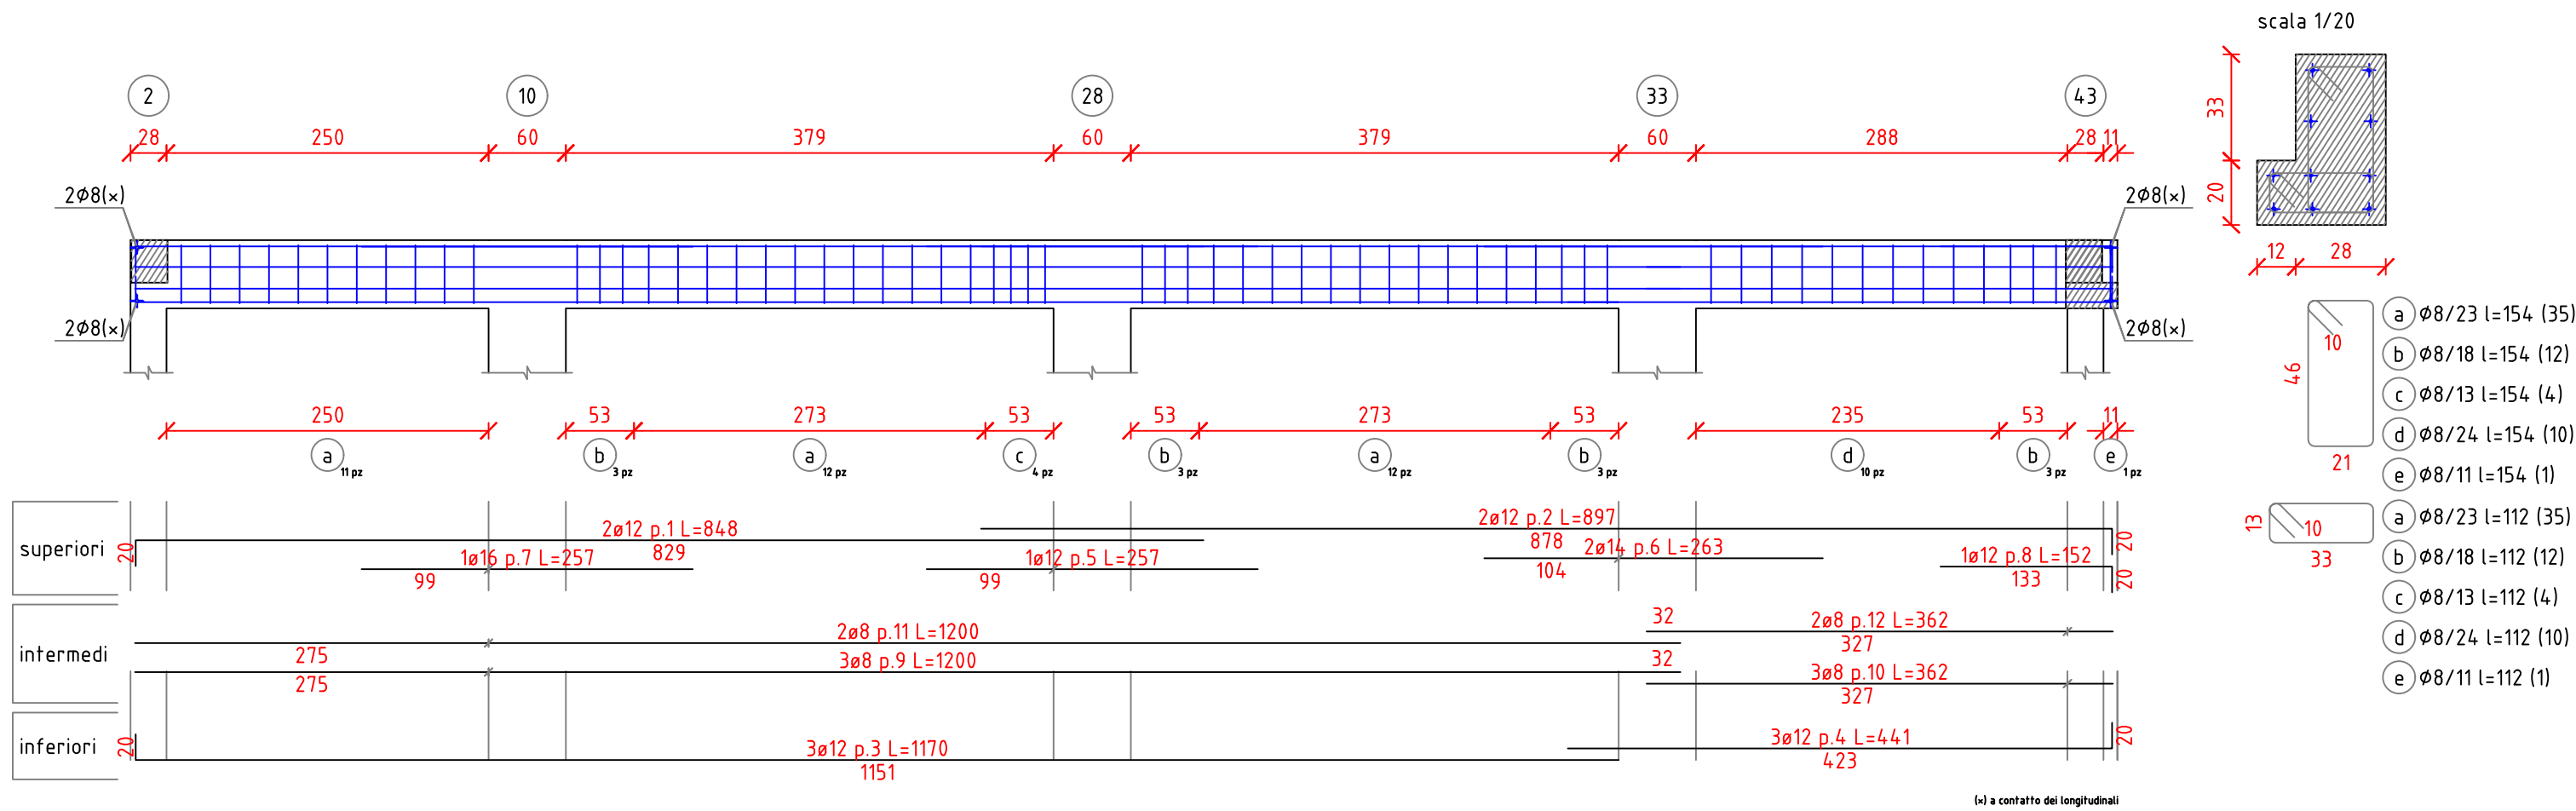 scala 1/20
2 10 28 33 43
28 250 60 379 60 379 60 288 28 11
33
20
12 28
2Ø8(×) 2Ø8(×)
2Ø8(×) 2Ø8(×)
250 53 273 53 53 273 53 235 53 11
a 11 pz b 3 pz a 12 pz c 4 pz b 3 pz a 12 pz b 3 pz d 10 pz b 3 pz e 1 pz
46
10
21
a Ø8/23 l=154 (35)
b Ø8/18 l=154 (12)
c Ø8/13 l=154 (4)
d Ø8/24 l=154 (10)
e Ø8/11 l=154 (1)
13
10
33
a Ø8/23 l=112 (35)
b Ø8/18 l=112 (12)
c Ø8/13 l=112 (4)
d Ø8/24 l=112 (10)
e Ø8/11 l=112 (1)
superiori
20
2ø12 p.1 L=848
829
2ø12 p.2 L=897
878
20
1ø16 p.7 L=257
99
1ø12 p.5 L=257
99
2ø14 p.6 L=263
104
1ø12 p.8 L=152
133
20
intermedi
2ø8 p.11 L=1200
275
32
2ø8 p.12 L=362
327
3ø8 p.9 L=1200
275
32
3ø8 p.10 L=362
327
inferiori
20
3ø12 p.3 L=1170
1151
3ø12 p.4 L=441
423
20
(×) a contatto dei longitudinali